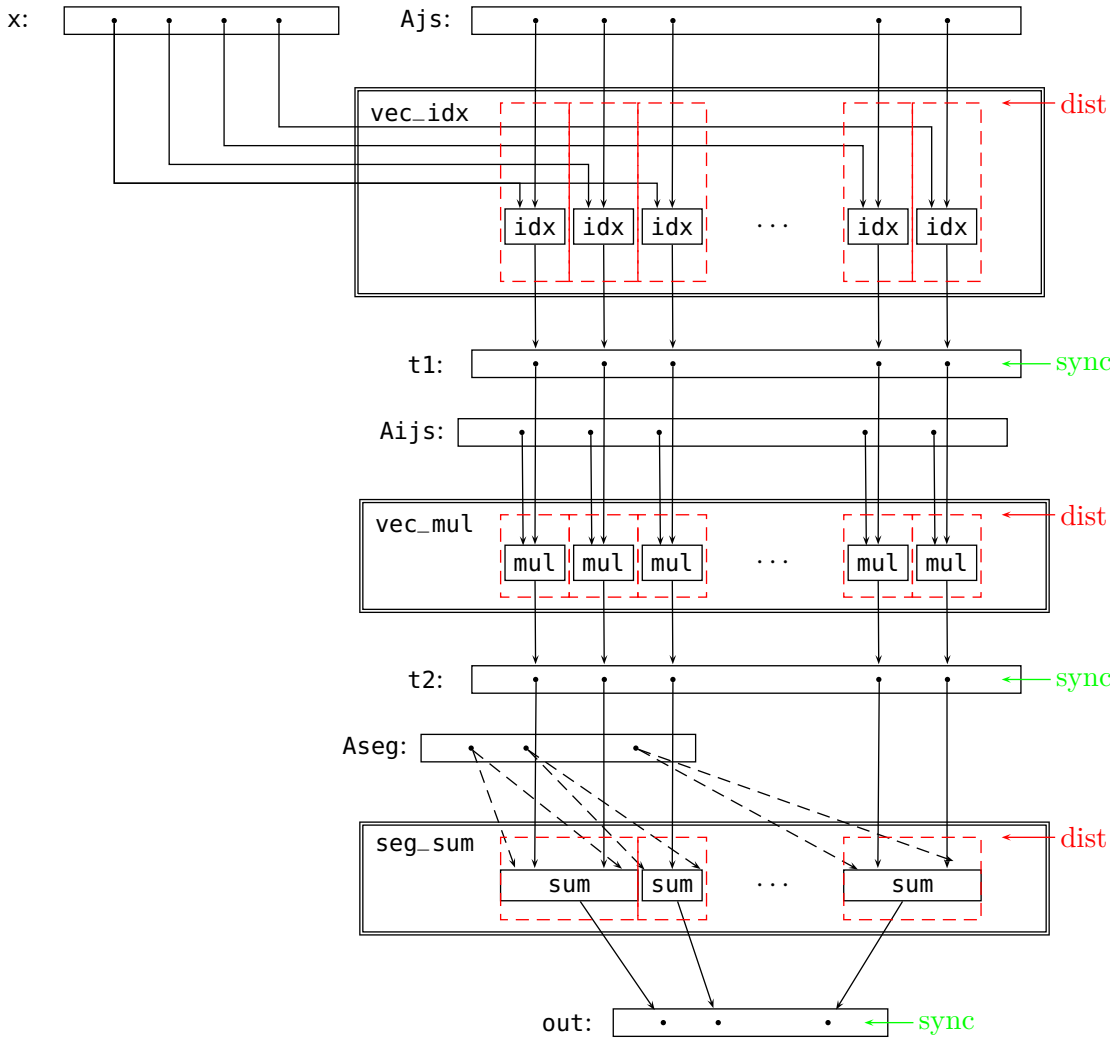 x:
Ajs:
vec_idx
dist
idx idx idx ... idx idx
t1:
sync
Aijs:
vec_mul
dist
mul mul mul ... mul mul
t2:
sync
Aseg:
seg_sum
dist
sum sum ... sum
out:
sync